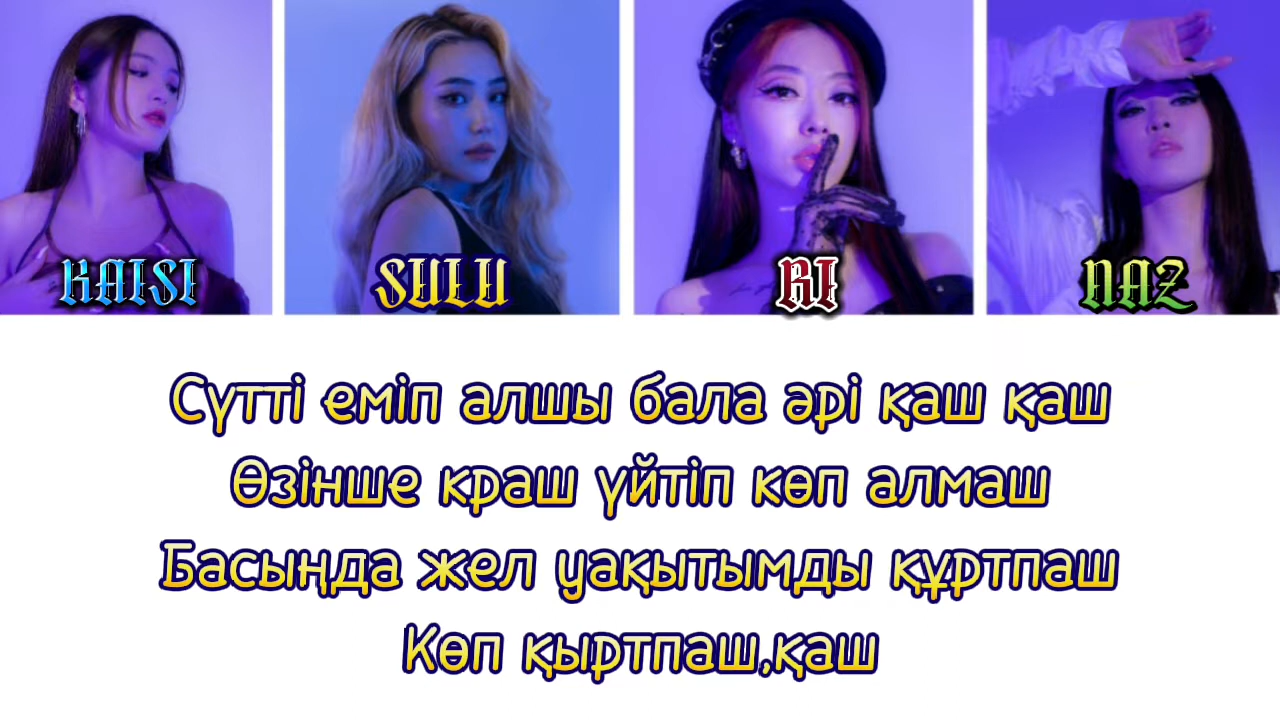 KAISI
SULU
RI
NAZ
Сүтті еміп алшы бала әрі қаш қаш
Өзінше краш үйтіп көп алмаш
Басыңда жел уақытымды құртпаш
Көп қыртпаш,қаш